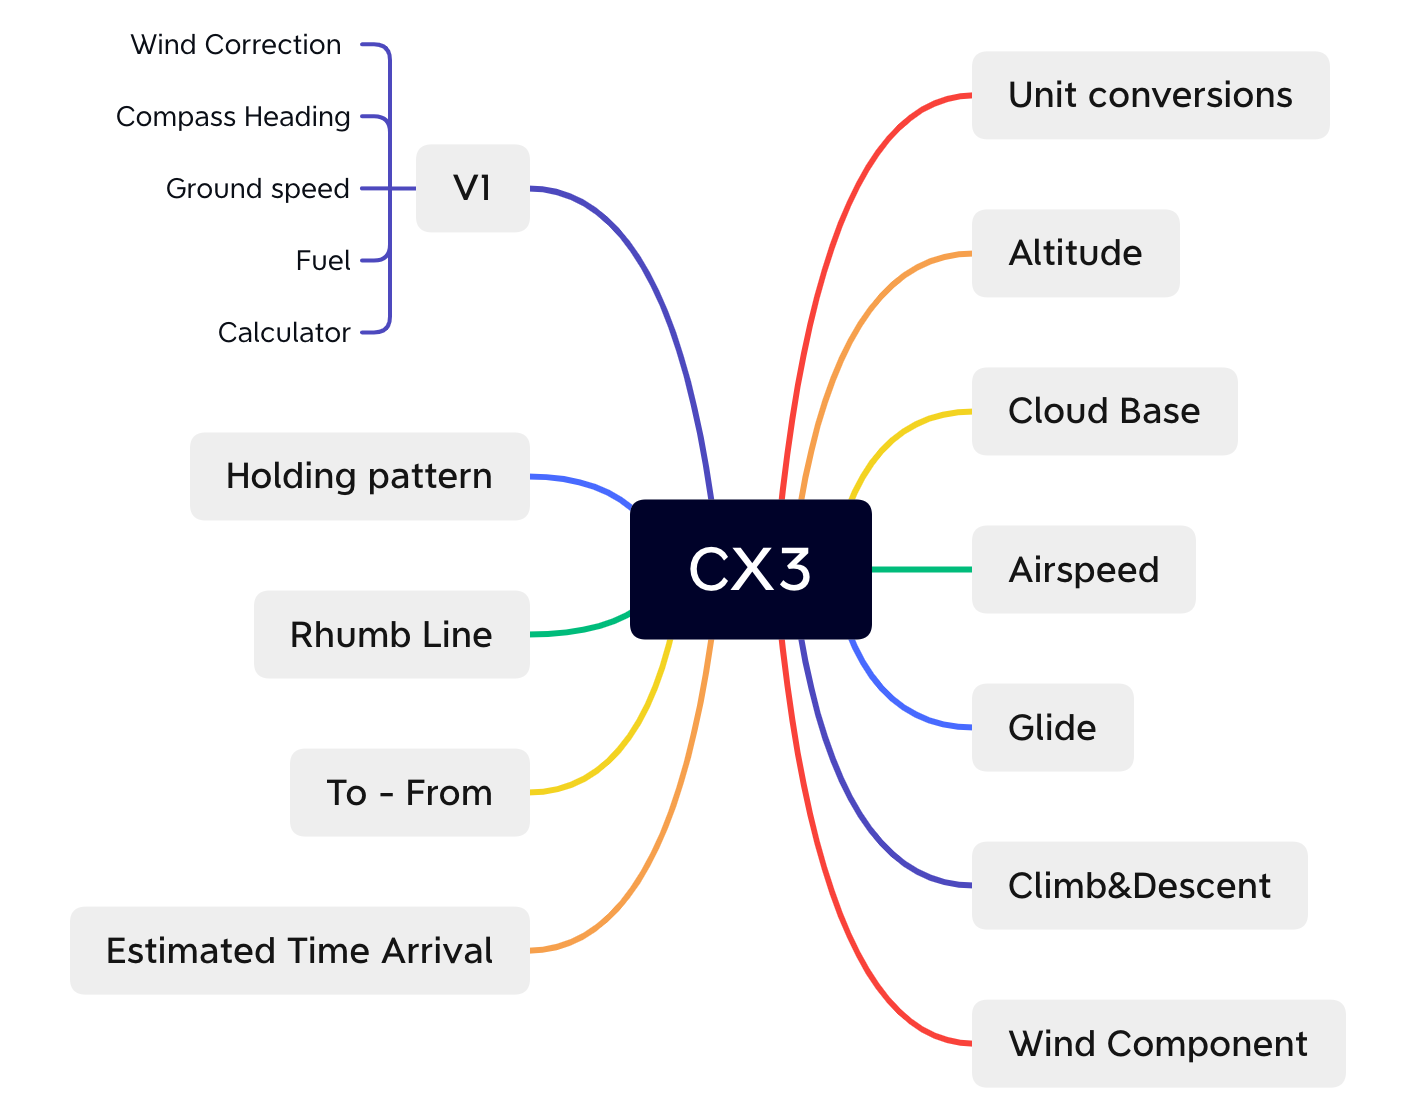 CX3
Unit conversions
Altitude
Cloud Base
Airspeed
Glide
Climb&Descent
Wind Component
V1
Wind Correction
Compass Heading
Ground speed
Fuel
Calculator
Holding pattern
Rhumb Line
To - From
Estimated Time Arrival